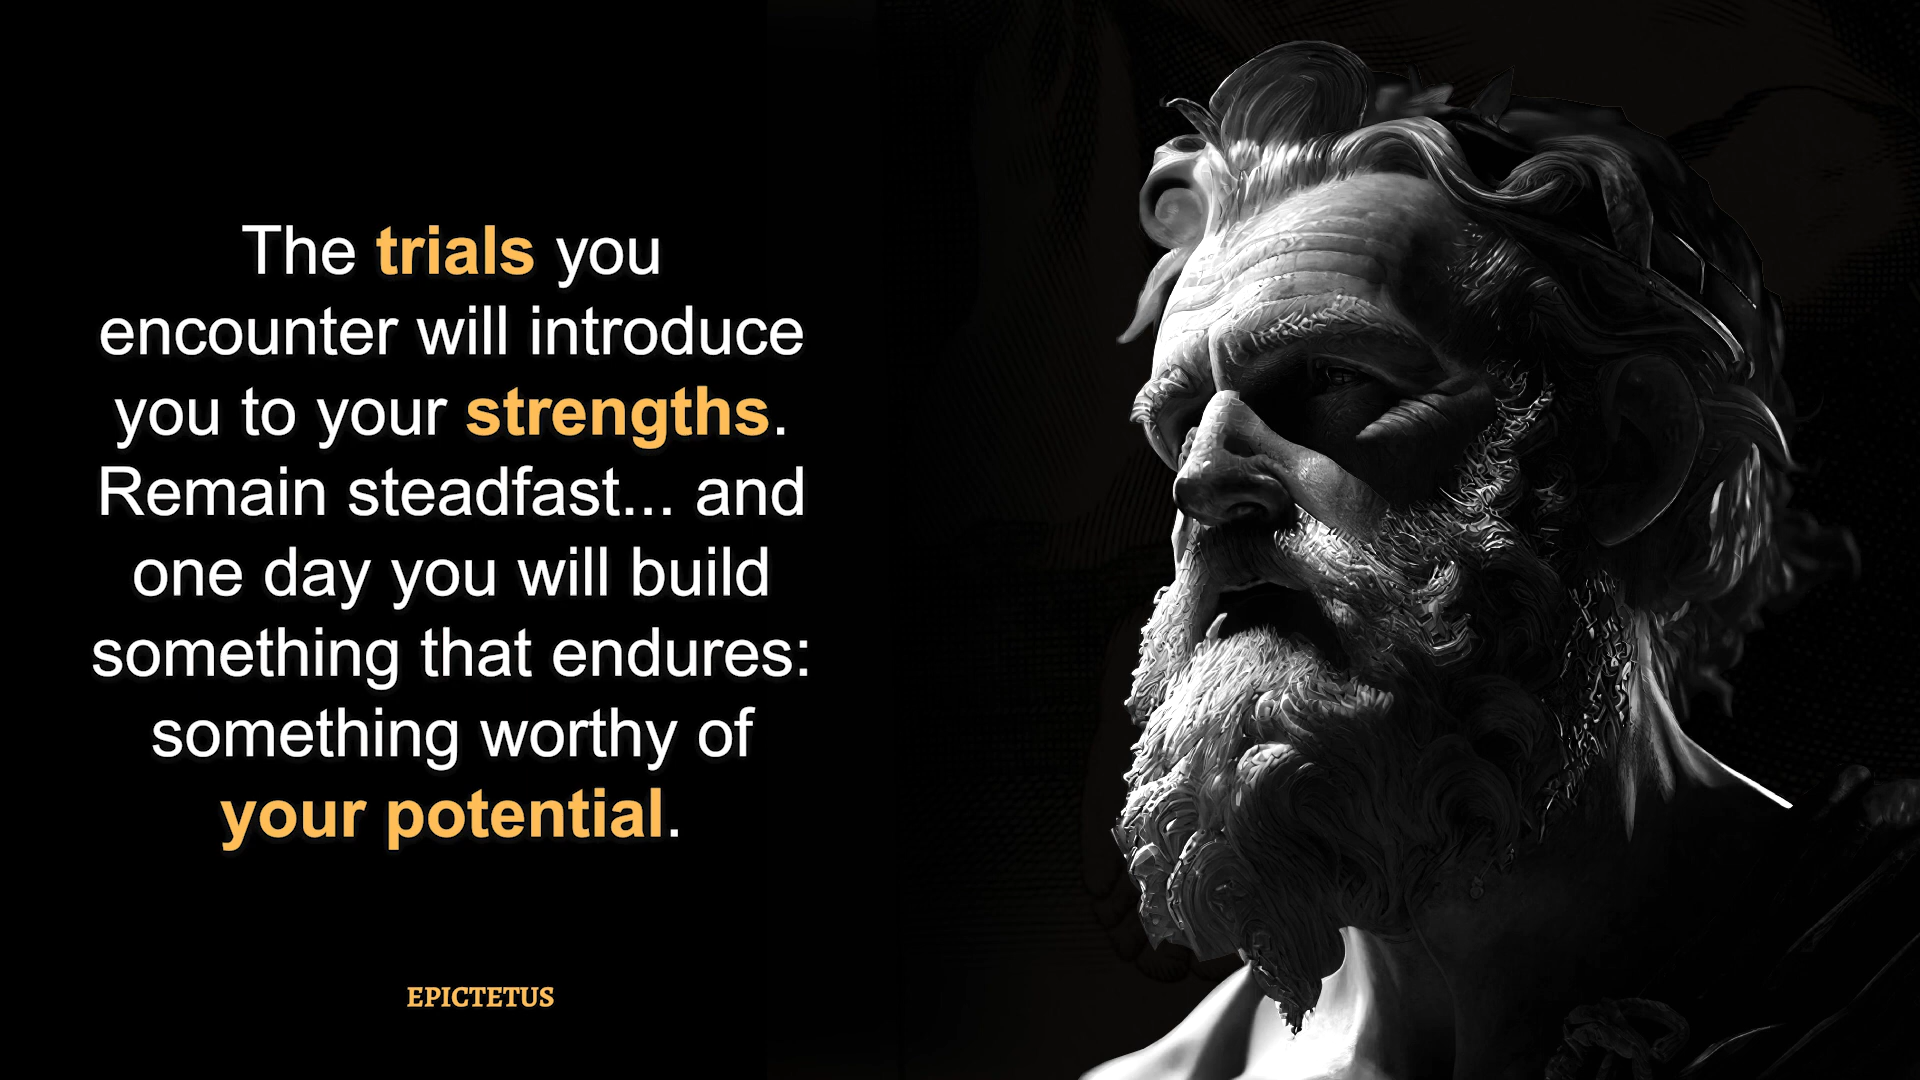 The trials you
encounter will introduce
you to your strengths.
Remain steadfast... and
one day you will build
something that endures:
something worthy of
your potential.
EPICTETUS